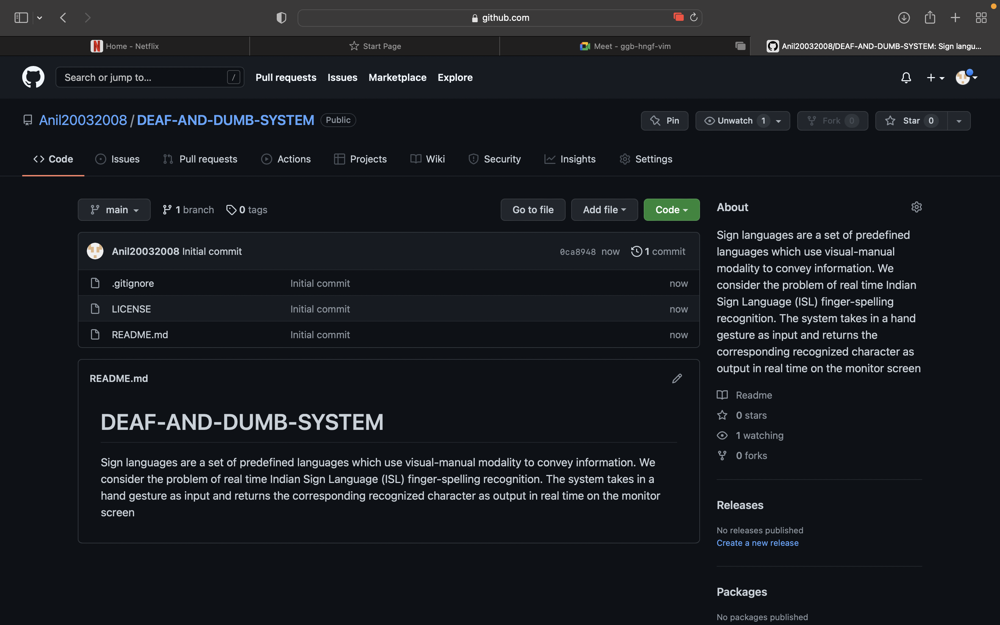 github.com
Home - Netflix
Start Page
Meet - ggb-hngf-vim
Anil20032008/DEAF-AND-DUMB-SYSTEM: Sign langu...
Search or jump to...
/
Pull requests
Issues
Marketplace
Explore
Anil20032008 / DEAF-AND-DUMB-SYSTEM
Public
Pin
Unwatch 1
Fork 0
Star 0
Code
Issues
Pull requests
Actions
Projects
Wiki
Security
Insights
Settings
main
1 branch
0 tags
Go to file
Add file
Code
Anil20032008 Initial commit
0ca8948 now
1 commit
.gitignore
Initial commit
now
LICENSE
Initial commit
now
README.md
Initial commit
now
README.md
DEAF-AND-DUMB-SYSTEM
Sign languages are a set of predefined languages which use visual-manual modality to convey information. We
consider the problem of real time Indian Sign Language (ISL) finger-spelling recognition. The system takes in a
hand gesture as input and returns the corresponding recognized character as output in real time on the monitor
screen
About
Sign languages are a set of predefined
languages which use visual-manual
modality to convey information. We
consider the problem of real time Indian
Sign Language (ISL) finger-spelling
recognition. The system takes in a hand
gesture as input and returns the
corresponding recognized character as
output in real time on the monitor screen
Readme
0 stars
1 watching
0 forks
Releases
No releases published
Create a new release
Packages
No packages published